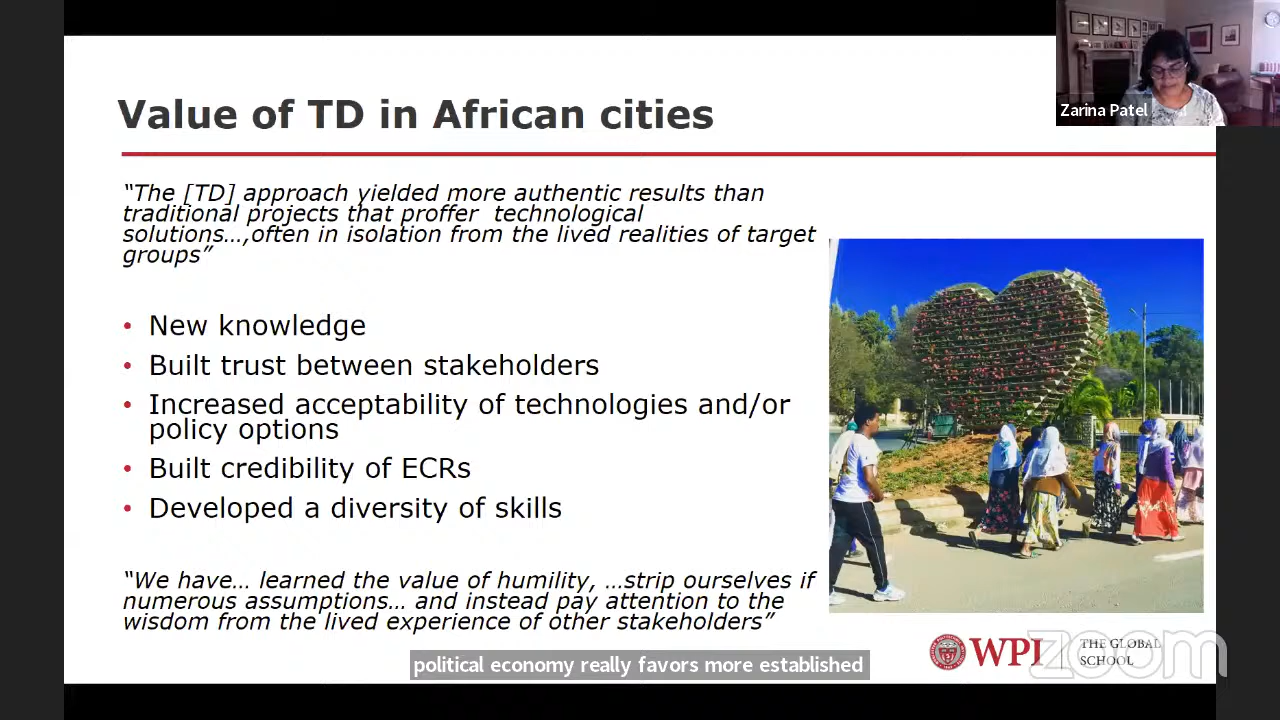 Zarina Patel
Value of TD in African cities
“The [TD] approach yielded more authentic results than
traditional projects that proffer technological
solutions…,often in isolation from the lived realities of target
groups”
• New knowledge
• Built trust between stakeholders
• Increased acceptability of technologies and/or
policy options
• Built credibility of ECRs
• Developed a diversity of skills
“We have… learned the value of humility, …strip ourselves if
numerous assumptions… and instead pay attention to the
wisdom from the lived experience of other stakeholders”
WPI
THE GLOBAL
SCHOOL
zoom
political economy really favors more established